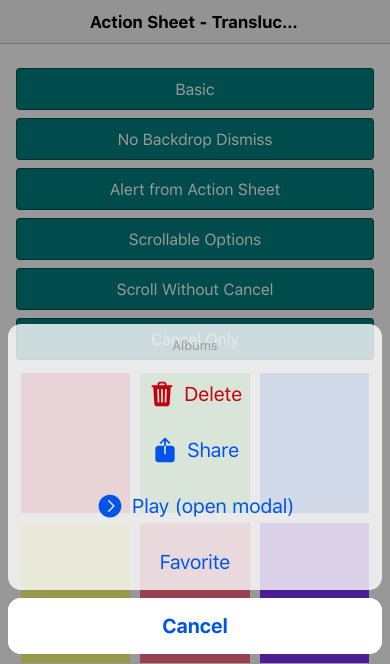 Action Sheet - Transluc...
Basic
No Backdrop Dismiss
Alert from Action Sheet
Scrollable Options
Scroll Without Cancel
Cancel Only
Albums
Delete
Share
Play (open modal)
Favorite
Cancel